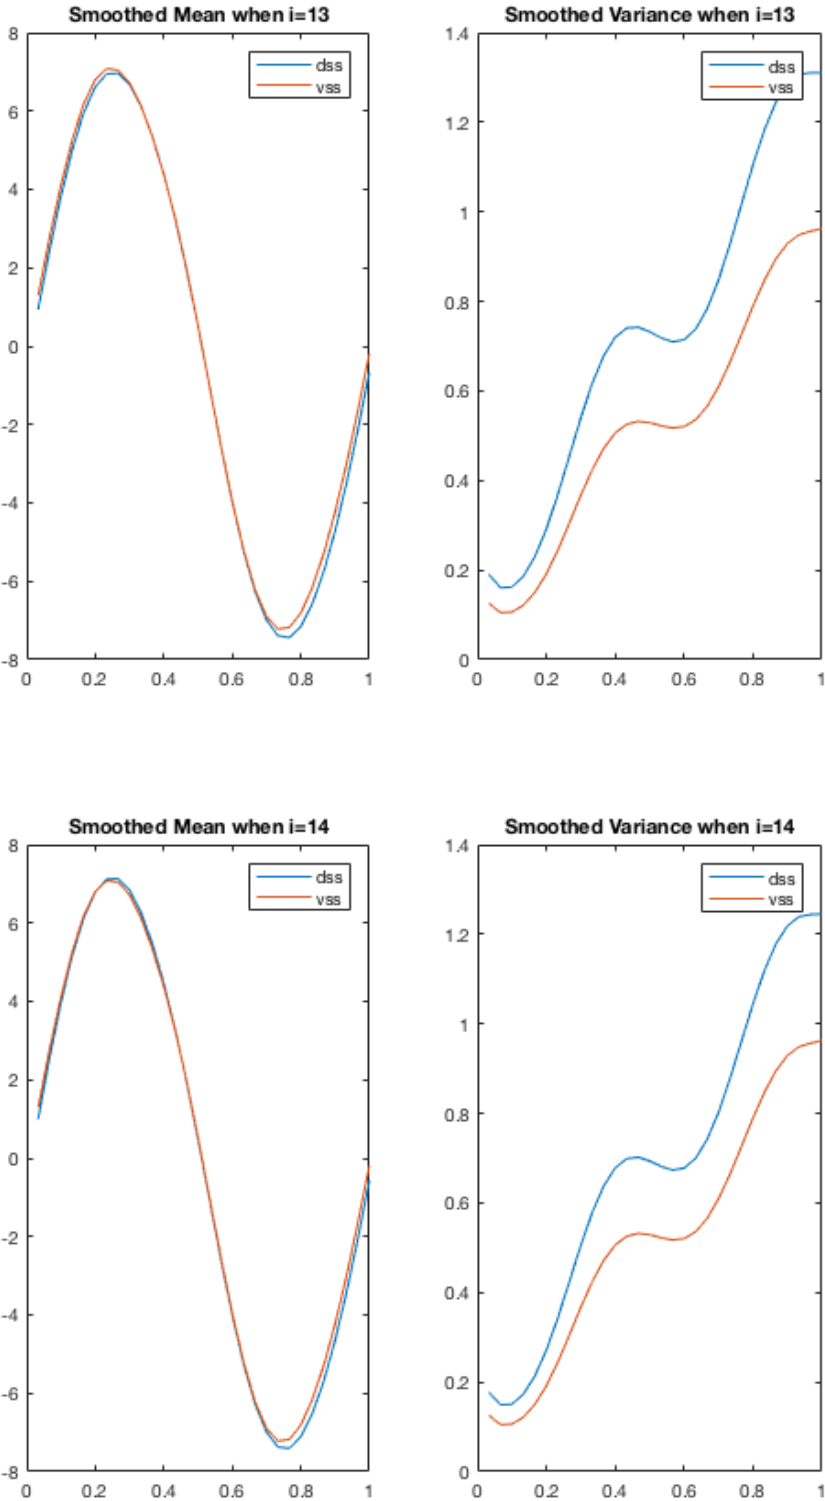 Smoothed Mean when i=13
8
6
4
2
0
-2
-4
-6
-8
0 0.2 0.4 0.6 0.8 1
dss
vss
Smoothed Variance when i=13
1.4
1.2
1
0.8
0.6
0.4
0.2
0
0 0.2 0.4 0.6 0.8 1
dss
vss
Smoothed Mean when i=14
8
6
4
2
0
-2
-4
-6
-8
0 0.2 0.4 0.6 0.8 1
dss
vss
Smoothed Variance when i=14
1.4
1.2
1
0.8
0.6
0.4
0.2
0
0 0.2 0.4 0.6 0.8 1
dss
vss